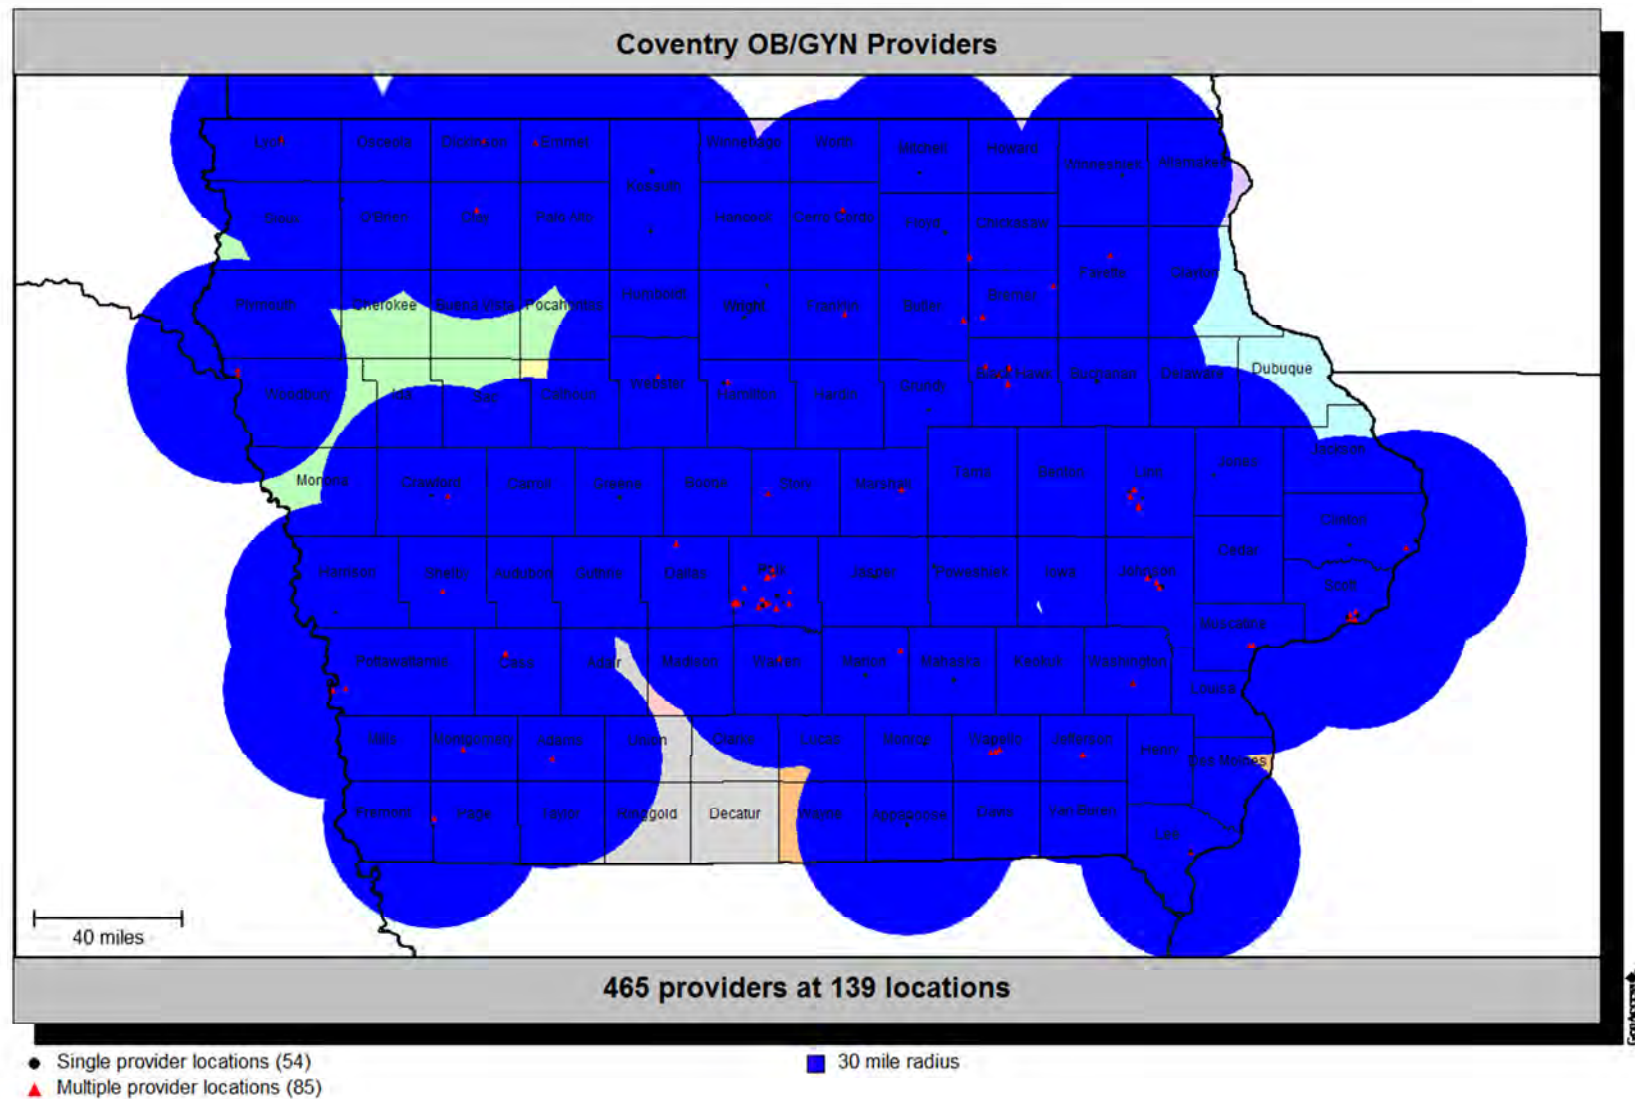 Coventry OB/GYN Providers
Lyon Osceola Dickinson Emmet Winnebago Worth Mitchell Howard Winneshiek Allamakee
Kossuth
Sioux O'Brien Clay Palo Alto Hancock Cerro Gordo Floyd Chickasaw
Fayette Clayton
Plymouth Cherokee Buena Vista Pocahontas Humboldt Wright Franklin Butler Bremer
Woodbury Ida Sac Calhoun Webster Hamilton Hardin Grundy Black Hawk Buchanan Delaware Dubuque
Monona Crawford Carroll Greene Boone Story Marshall Tama Benton Linn Jones Jackson
Clinton
Harrison Shelby Audubon Guthrie Dallas Polk Jasper Poweshiek Iowa Johnson Cedar
Scott
Muscatine
Pottawattamie Cass Adair Madison Warren Marion Mahaska Keokuk Washington
Louisa
Mills Montgomery Adams Union Clarke Lucas Monroe Wapello Jefferson Henry Des Moines
Fremont Page Taylor Ringgold Decatur Wayne Appanoose Davis Van Buren Lee
40 miles
465 providers at 139 locations
GeoAccess
Single provider locations (54)
Multiple provider locations (85)
30 mile radius